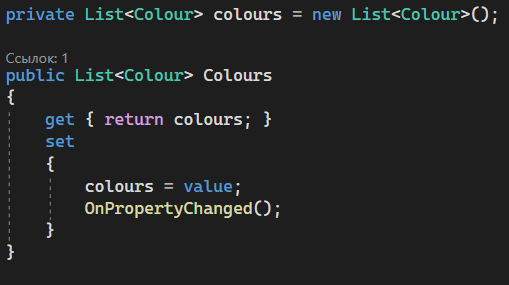 private List<Colour> colours = new List<Colour>();
Ссылок: 1
public List<Colour> Colours
{
get { return colours; }
set
{
colours = value;
OnPropertyChanged();
}
}